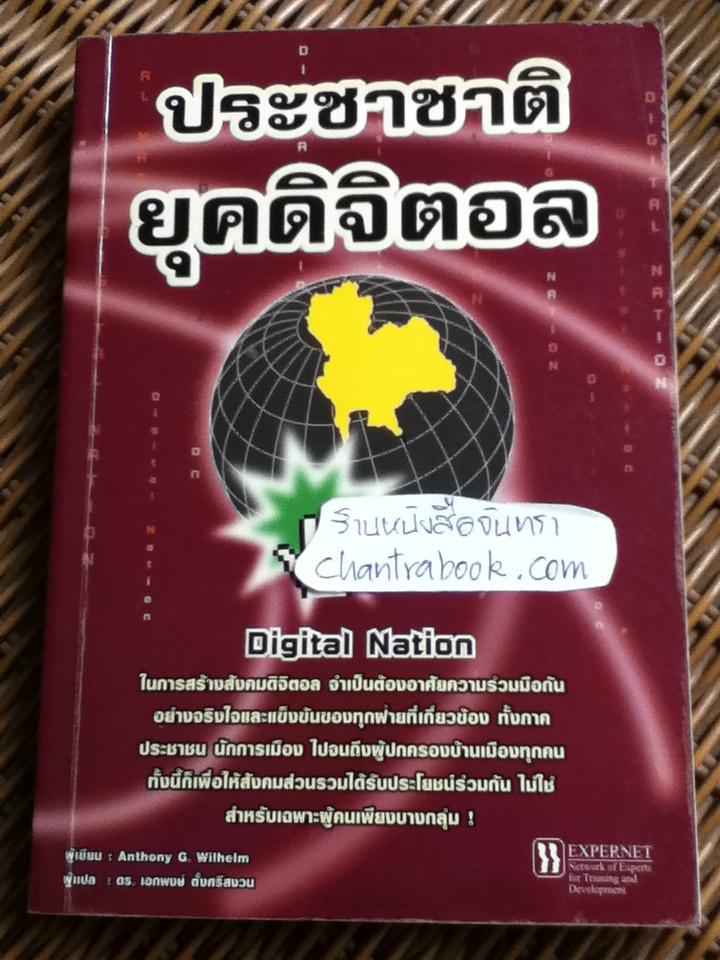 ประชาชาติ
ยุคดิจิตอล
ร้านหนังสือจันทรา
chantrabook.com
Digital Nation
ในการสร้างสังคมดิจิตอล จำเป็นต้องอาศัยความร่วมมือกัน
อย่างจริงใจและแข็งขันของทุกฝ่ายที่เกี่ยวข้อง ทั้งภาค
ประชาชน นักการเมือง ไปจนถึงผู้ปกครองบ้านเมืองทุกคน
ทั้งนี้ก็เพื่อให้สังคมส่วนรวมได้รับประโยชน์ร่วมกัน ไม่ใช่
สำหรับเฉพาะผู้คนเพียงบางกลุ่ม !
ผู้เขียน : Anthony G. Wilhelm
ผู้แปล : ดร. เอกพงษ์ ตั้งศรีสงวน
EXPERNET
Network of Experts
for Training and
Development
DIGITAL NATION
Digital Nation
NATION